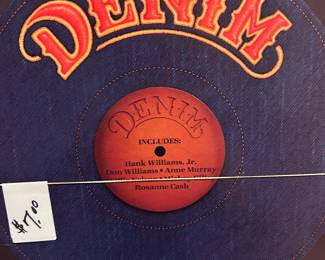 DENIM
DENIM
INCLUDES:
Hank Williams, Jr.
Don Williams • Anne Murray
Rosanne Cash
$7.00